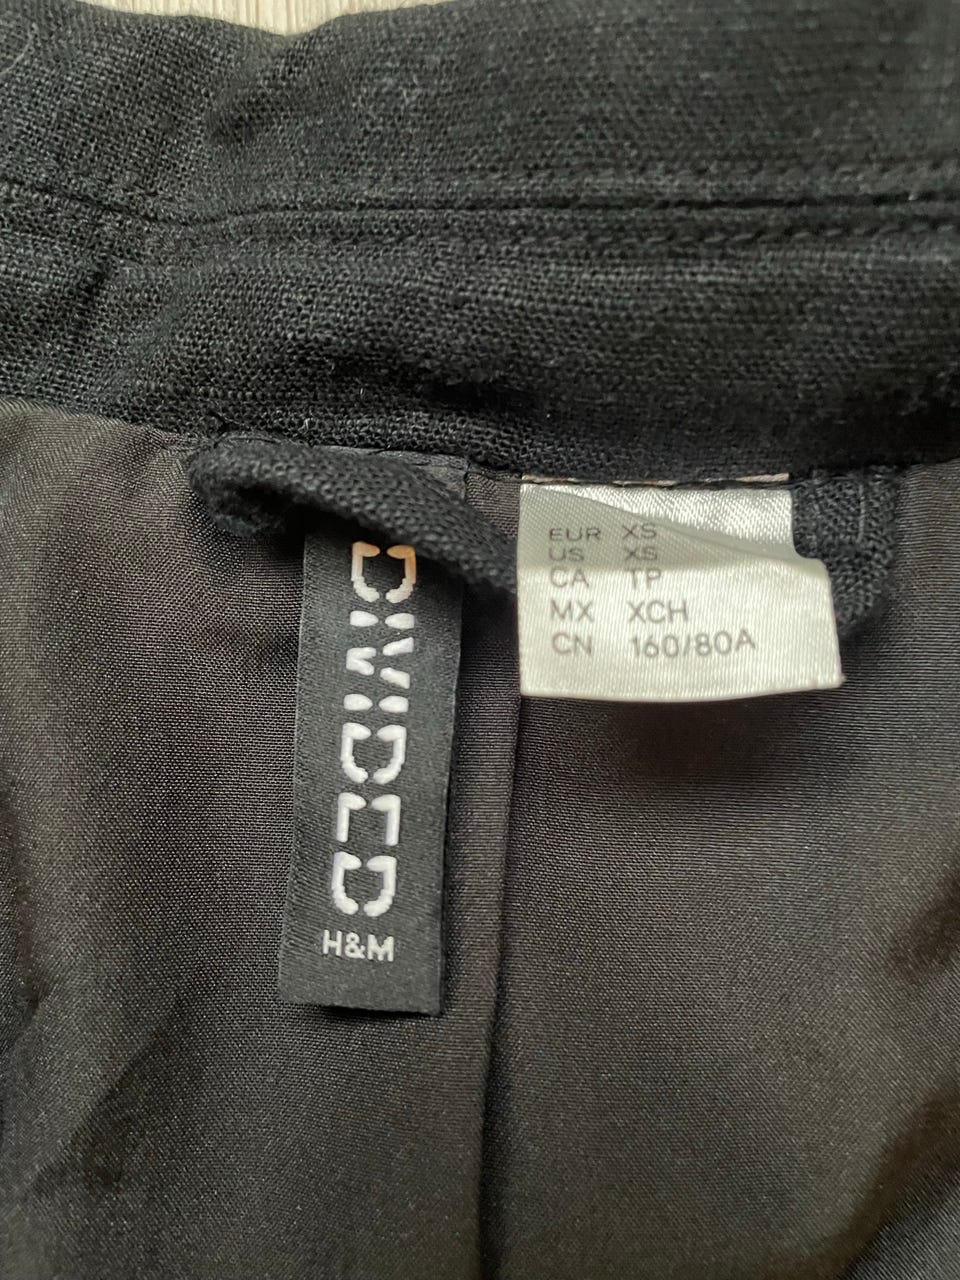 DIVIDED
H&M
EUR XS
US XS
CA TP
MX XCH
CN 160/80A